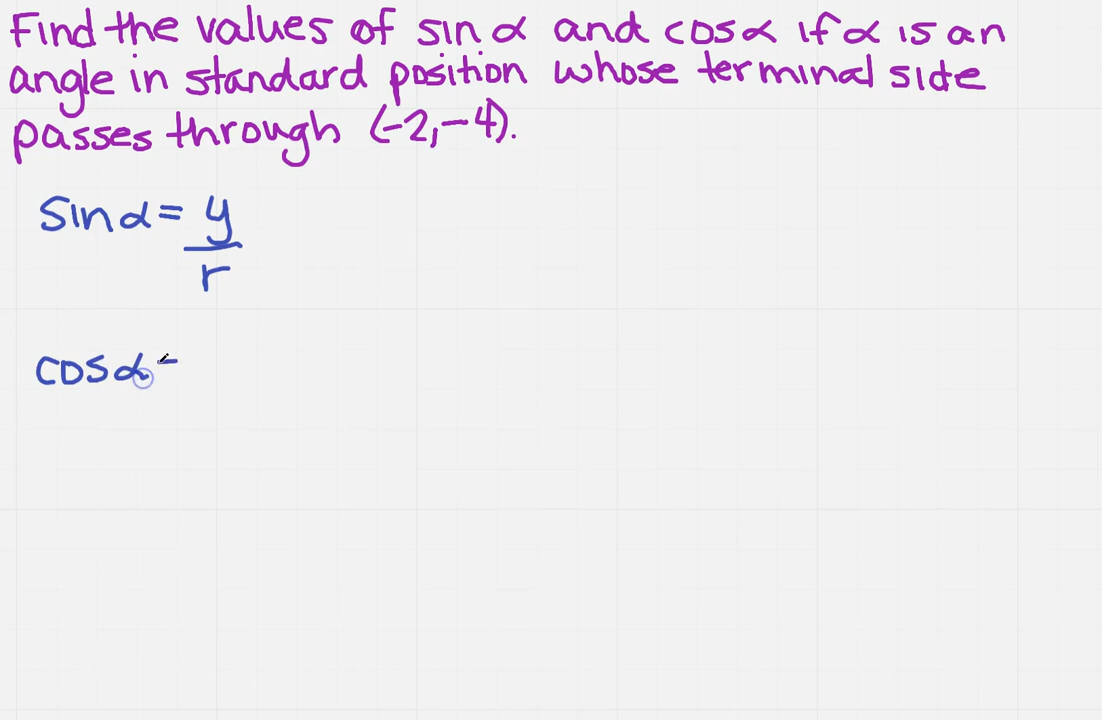 Find the values of sin α and cos α if α is an
angle in standard position whose terminal side
passes through (-2,-4).
sin α = y
r
cos α -